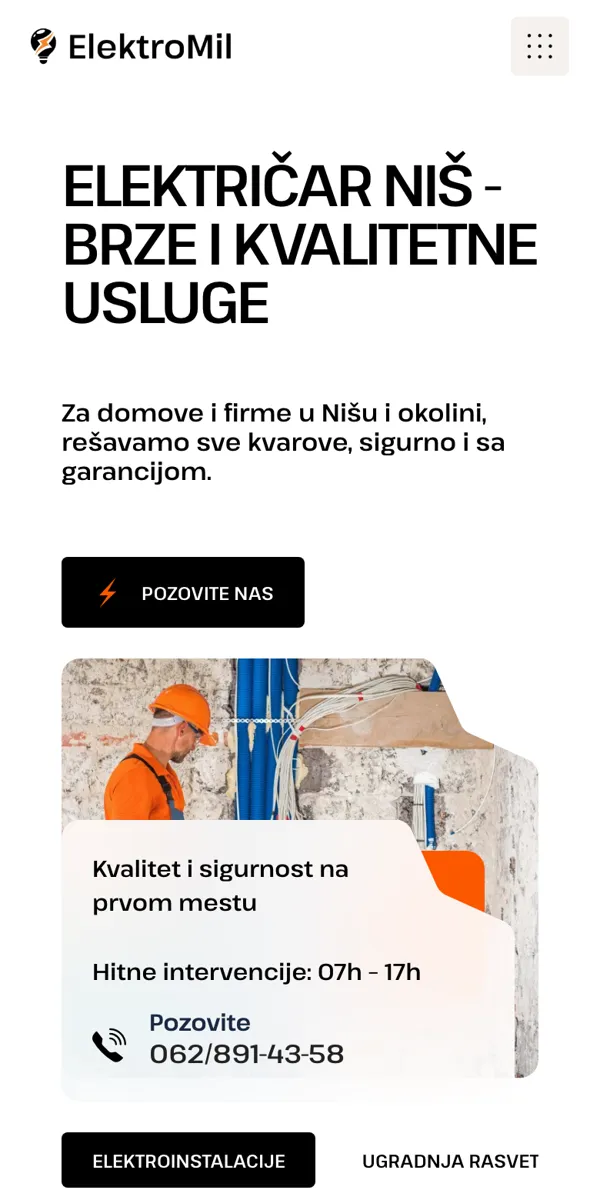 ElektroMil
ELEKTRIČAR NIŠ -
BRZE I KVALITETNE
USLUGE
Za domove i firme u Nišu i okolini,
rešavamo sve kvarove, sigurno i sa
garancijom.
POZOVITE NAS
Kvalitet i sigurnost na
prvom mestu
Hitne intervencije: 07h – 17h
Pozovite
062/891-43-58
ELEKTROINSTALACIJE
UGRADNJA RASVET